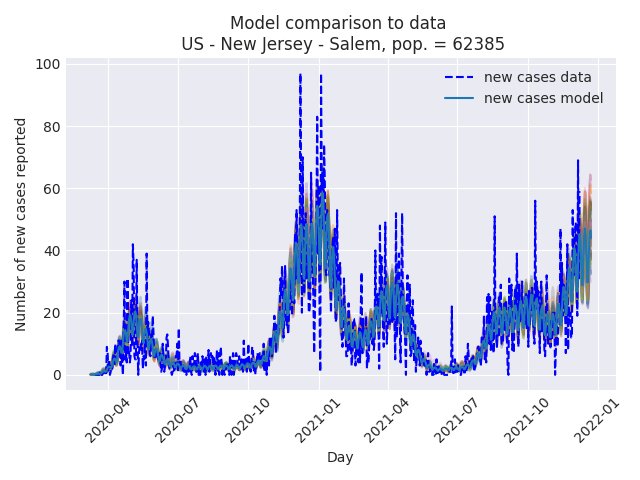 Model comparison to data
US - New Jersey - Salem, pop. = 62385
new cases data
new cases model
Number of new cases reported
100
80
60
40
20
0
2020-04
2020-07
2020-10
2021-01
2021-04
2021-07
2021-10
2022-01
Day